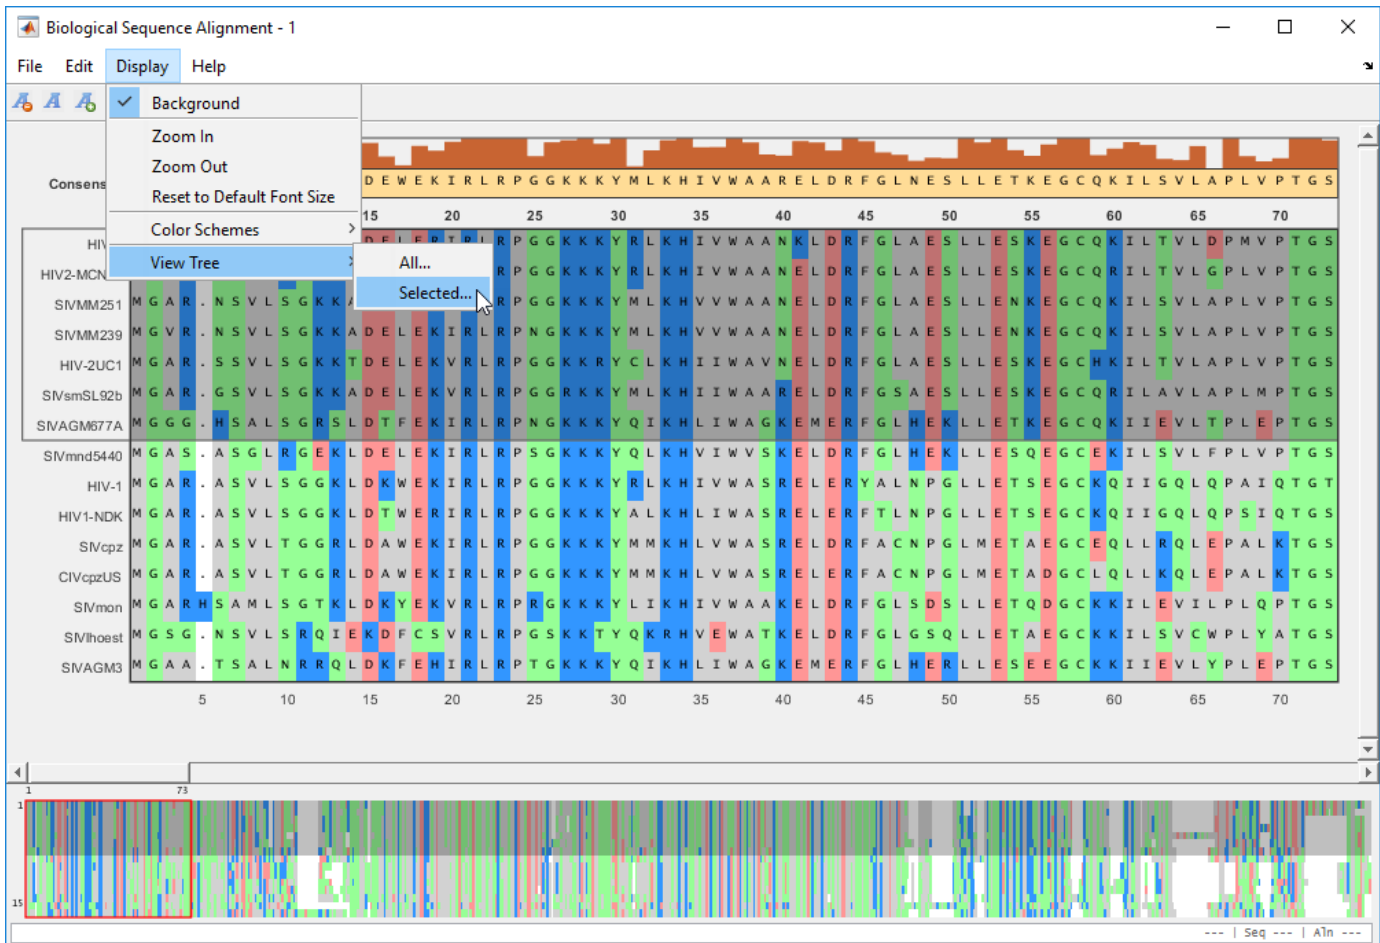 Biological Sequence Alignment - 1
File Edit Display Help
Background
Zoom In
Zoom Out
Reset to Default Font Size
Color Schemes
View Tree
All...
Selected...
Consens
D E W E K I R L R P G G K K K Y M L K H I V W A A R E L D R F G L N E S L L E T K E G C Q K I L S V L A P L V P T G S
15 20 25 30 35 40 45 50 55 60 65 70
HIV
R P G G K K K Y R L K H I V W A A N K L D R F G L A E S L L E S K E G C Q K I L T V L D P M V P T G S
HIV2-MCN
R P G G K K K Y R L K H I V W A A N E L D R F G L A E S L L E S K E G C Q R I L T V L G P L V P T G S
SIVMM251 M G A R . N S V L S G K K A R P G G K K K Y M L K H V V W A A N E L D R F G L A E S L L E N K E G C Q K I L S V L A P L V P T G S
SIVMM239 M G V R . N S V L S G K K A D E L E K I R L R P N G K K K Y M L K H V V W A A N E L D R F G L A E S L L E N K E G C Q K I L S V L A P L V P T G S
HIV-2UC1 M G A R . S S V L S G K K T D E L E K V R L R P G G K K R Y C L K H I I W A V N E L D R F G L A E S L L E S K E G C H K I L T V L A P L V P T G S
SIVsmSL92b M G A R . G S V L S G K K A D E L E K V R L R P G G R K K Y M L K H I I W A A R E L D R F G S A E S L L E S K E G C Q R I L A V L A P L M P T G S
SIVAGM677A M G G G . H S A L S G R S L D T F E K I R L R P N G K K K Y Q I K H L I W A G K E M E R F G L H E K L L E T K E G C Q K I I E V L T P L E P T G S
SIVmnd5440 M G A S . A S G L R G E K L D E L E K I R L R P S G K K K Y Q L K H V I W V S K E L D R F G L H E K L L E S Q E G C E K I L S V L F P L V P T G S
HIV-1 M G A R . A S V L S G G K L D K W E K I R L R P G G K K K Y R L K H I V W A S R E L E R Y A L N P G L L E T S E G C K Q I I G Q L Q P A I Q T G T
HIV1-NDK M G A R . A S V L S G G K L D T W E R I R L R P G G K K K Y A L K H L I W A S R E L E R F T L N P G L L E T S E G C K Q I I G Q L Q P S I Q T G S
SIVcpz M G A R . A S V L T G G R L D A W E K I R L R P G G K K K Y M M K H L V W A S R E L D R F A C N P G L M E T A E G C E Q L L R Q L E P A L K T G S
CIVcpzUS M G A R . A S V L T G G R L D A W E K I R L R P G G K K K Y M M K H L V W A S R E L E R F A C N P G L M E T A D G C L Q L L K Q L E P A L K T G S
SIVmon M G A R H S A M L S G T K L D K Y E K V R L R P R G K K K Y L I K H I V W A A K E L D R F G L S D S L L E T Q D G C K K I L E V I L P L Q P T G S
SIVlhoest M G S G . N S V L S R Q I E K D F C S V R L R P G S K K T Y Q K R H V E W A T K E L D R F G L G S Q L L E T A E G C K K I L S V C W P L Y A T G S
SIVAGM3 M G A A . T S A L N R R Q L D K F E H I R L R P T G K K K Y Q I K H L I W A G K E M E R F G L H E R L L E S E E G C K K I I E V L Y P L E P T G S
5 10 15 20 25 30 35 40 45 50 55 60 65 70
1 73
1
15
--- | Seq --- | Aln ---